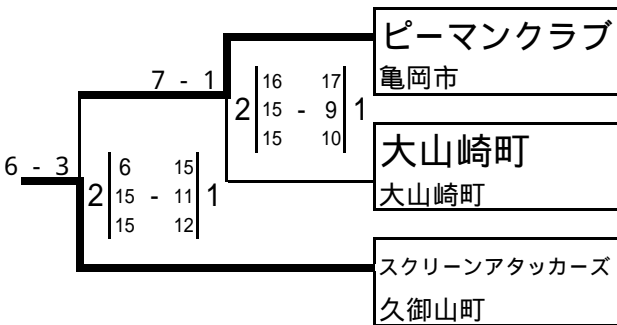 ピーマンクラブ
亀岡市
7 - 1
16 17
2 15 - 9 1
15 10
大山崎町
大山崎町
6 - 3
6 15
2 15 - 11 1
15 12
スクリーンアタッカーズ
久御山町